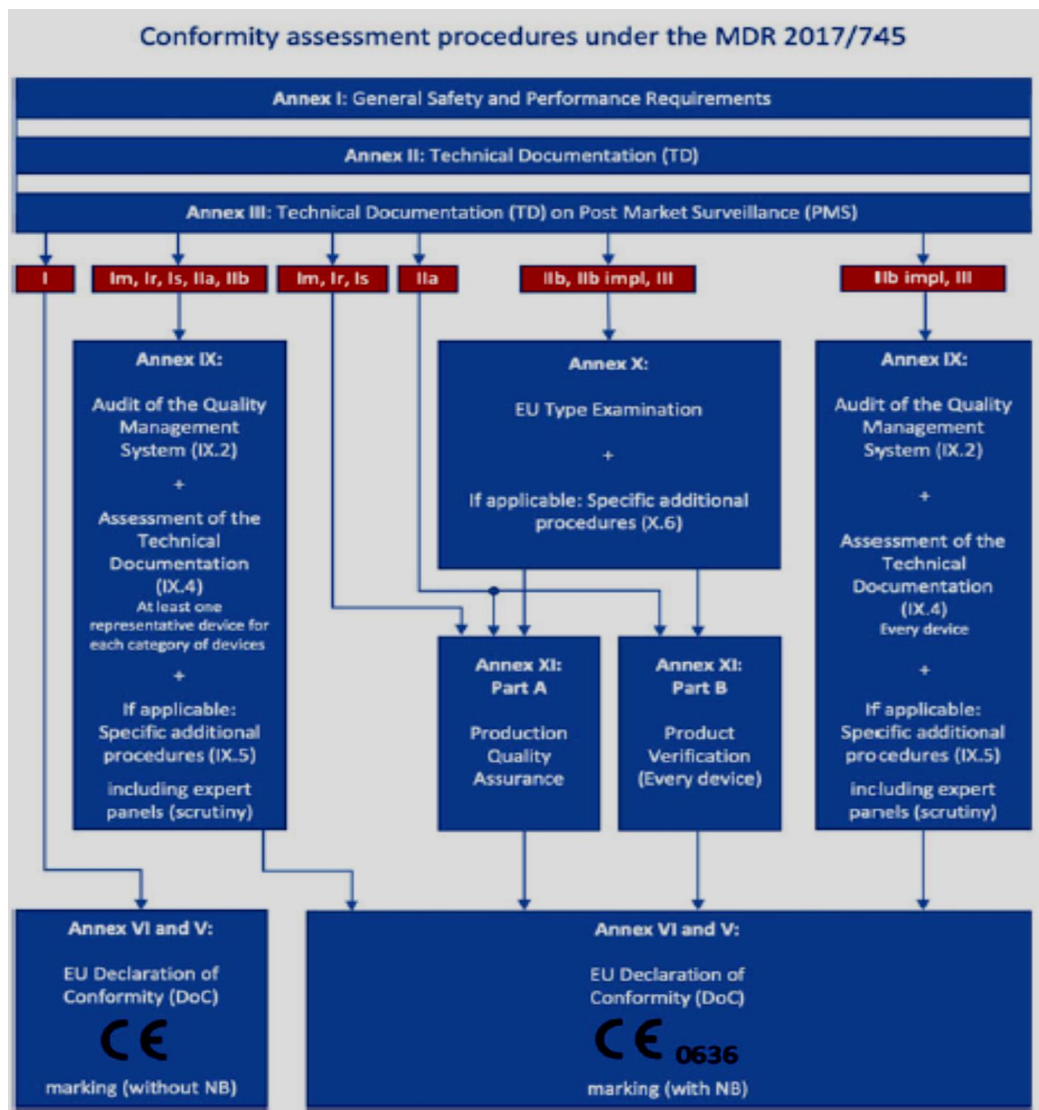 Conformity assessment procedures under the MDR 2017/745
Annex I: General Safety and Performance Requirements
Annex II: Technical Documentation (TD)
Annex III: Technical Documentation (TD) on Post Market Surveillance (PMS)
I
Im, Ir, Is, IIa, IIb
Im, Ir, Is
IIa
IIb, IIb impl, III
IIb impl, III
Annex IX:
Audit of the Quality
Management
System (IX.2)
+
Assessment of the
Technical
Documentation
(IX.4)
At least one
representative device for
each category of devices
+
If applicable:
Specific additional
procedures (IX.5)
including expert
panels (scrutiny)
Annex X:
EU Type Examination
+
If applicable: Specific additional
procedures (X.6)
Annex XI:
Part A
Production
Quality
Assurance
Annex XI:
Part B
Product
Verification
(Every device)
Annex IX:
Audit of the Quality
Management
System (IX.2)
+
Assessment of the
Technical
Documentation
(IX.4)
Every device
+
If applicable:
Specific additional
procedures (IX.5)
including expert
panels (scrutiny)
Annex VI and V:
EU Declaration of
Conformity (DoC)
CE
marking (without NB)
Annex VI and V:
EU Declaration of
Conformity (DoC)
CE 0636
marking (with NB)